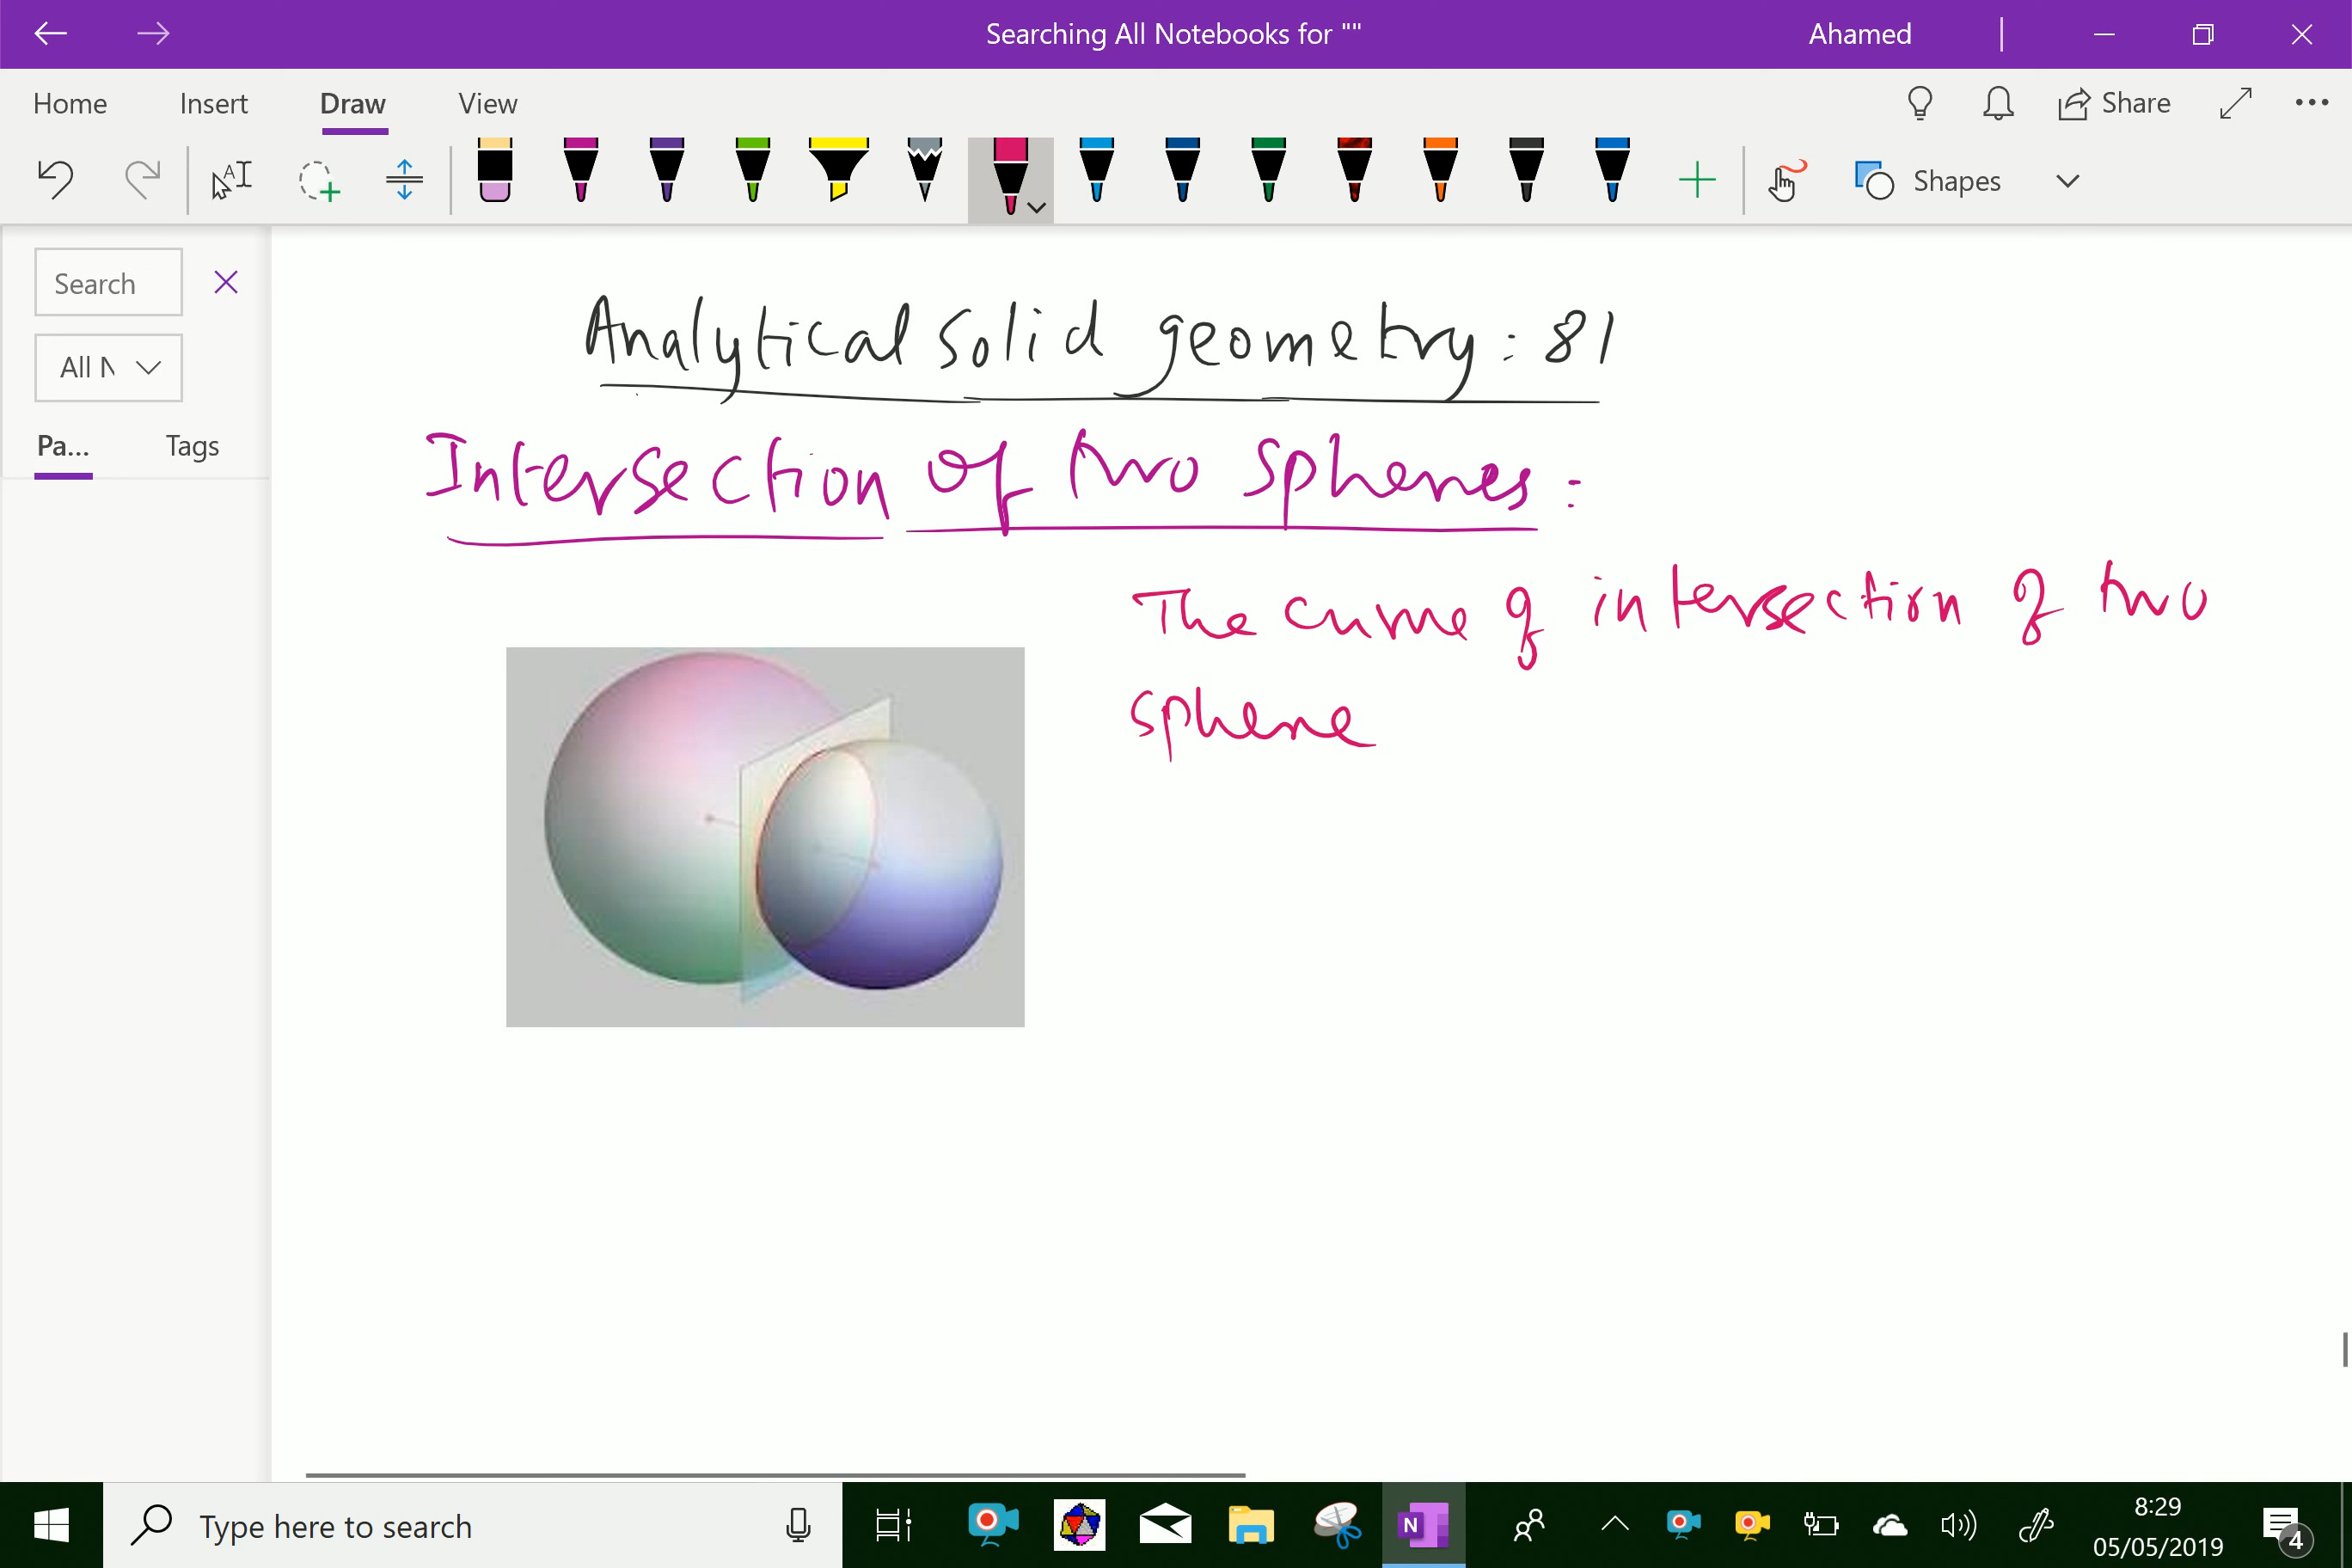 Searching All Notebooks for ""
Ahamed
Home Insert Draw View
Share
Shapes
Search
All N
Pa... Tags
Analytical solid geometry: 81
Intersection of two spheres:
The curve of intersection of two
sphere
Type here to search
N
8:29
05/05/2019
4